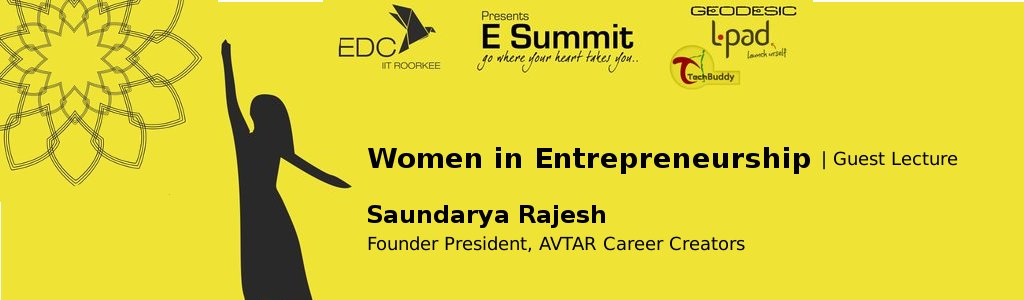 EDC
IIT ROORKEE
Presents
E Summit
go where your heart takes you..
GEODESIC
l.pad
launch urself
TechBuddy
Women in Entrepreneurship | Guest Lecture
Saundarya Rajesh
Founder President, AVTAR Career Creators